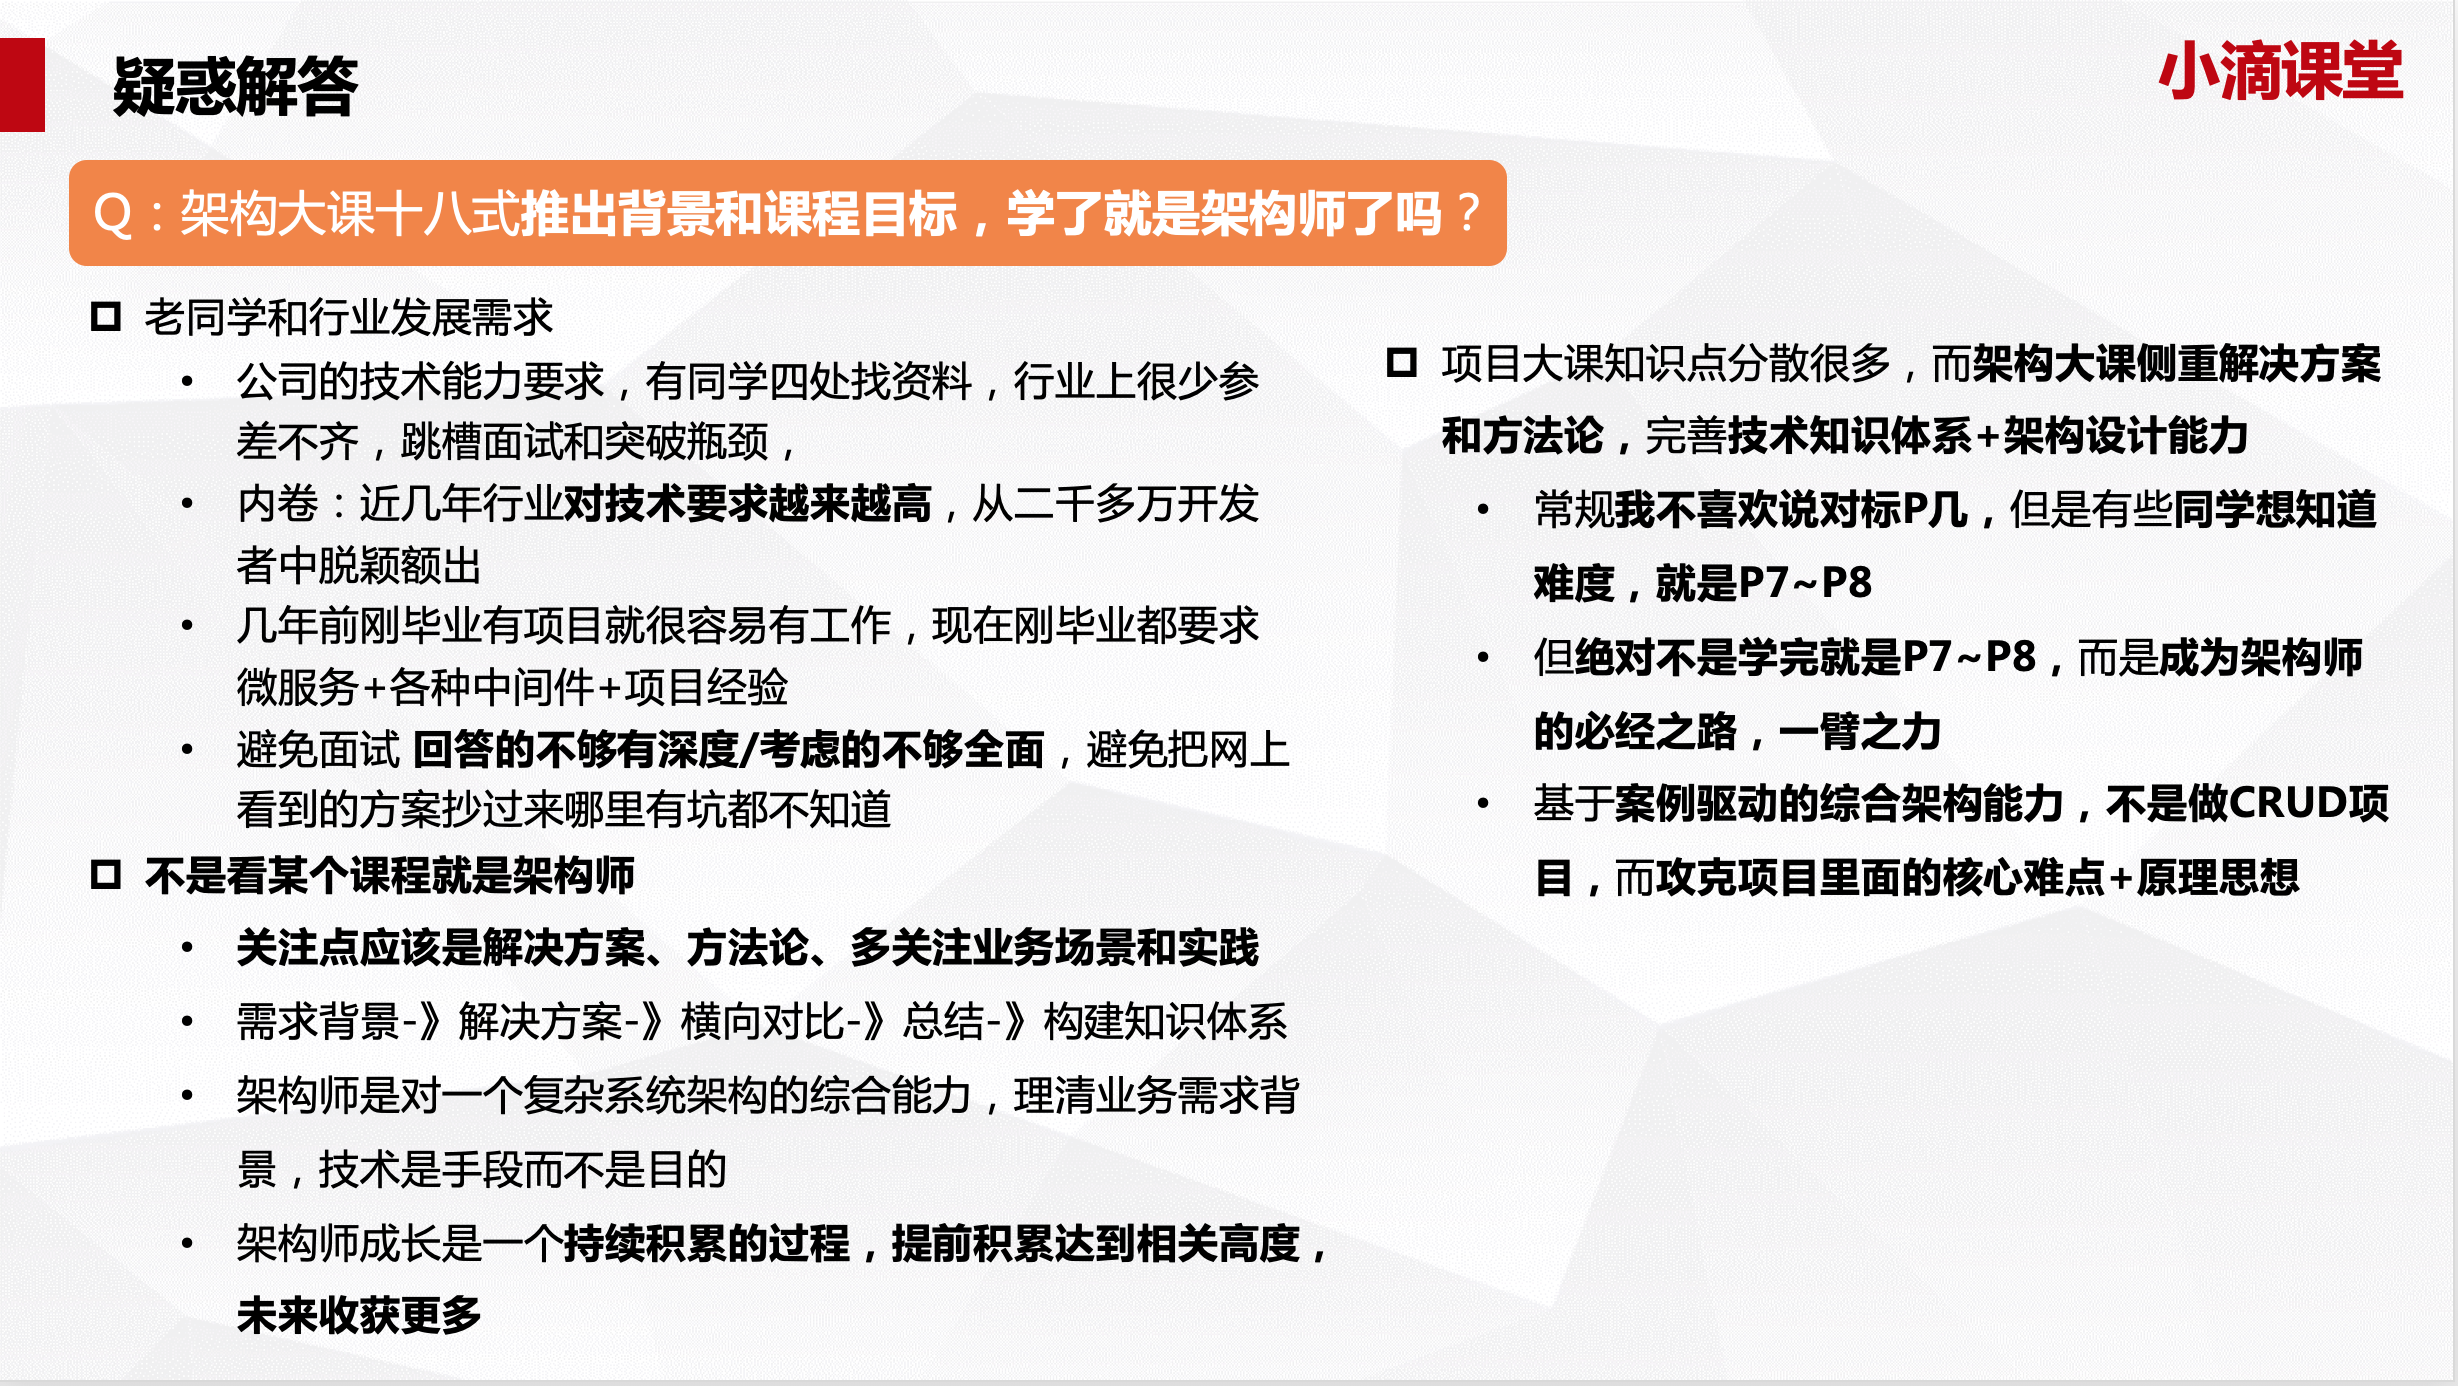 疑惑解答
小滴课堂
Q：架构大课十八式推出背景和课程目标，学了就是架构师了吗？
老同学和行业发展需求
• 公司的技术能力要求，有同学四处找资料，行业上很少参
差不齐，跳槽面试和突破瓶颈，
• 内卷：近几年行业对技术要求越来越高，从二千多万开发
者中脱颖额出
• 几年前刚毕业有项目就很容易有工作，现在刚毕业都要求
微服务+各种中间件+项目经验
• 避免面试 回答的不够有深度/考虑的不够全面，避免把网上
看到的方案抄过来哪里有坑都不知道
不是看某个课程就是架构师
• 关注点应该是解决方案、方法论、多关注业务场景和实践
• 需求背景-》解决方案-》横向对比-》总结-》构建知识体系
• 架构师是对一个复杂系统架构的综合能力，理清业务需求背
景，技术是手段而不是目的
• 架构师成长是一个持续积累的过程，提前积累达到相关高度，
未来收获更多
项目大课知识点分散很多，而架构大课侧重解决方案
和方法论，完善技术知识体系+架构设计能力
• 常规我不喜欢说对标P几，但是有些同学想知道
难度，就是P7~P8
• 但绝对不是学完就是P7~P8，而是成为架构师
的必经之路，一臂之力
• 基于案例驱动的综合架构能力，不是做CRUD项
目，而攻克项目里面的核心难点+原理思想